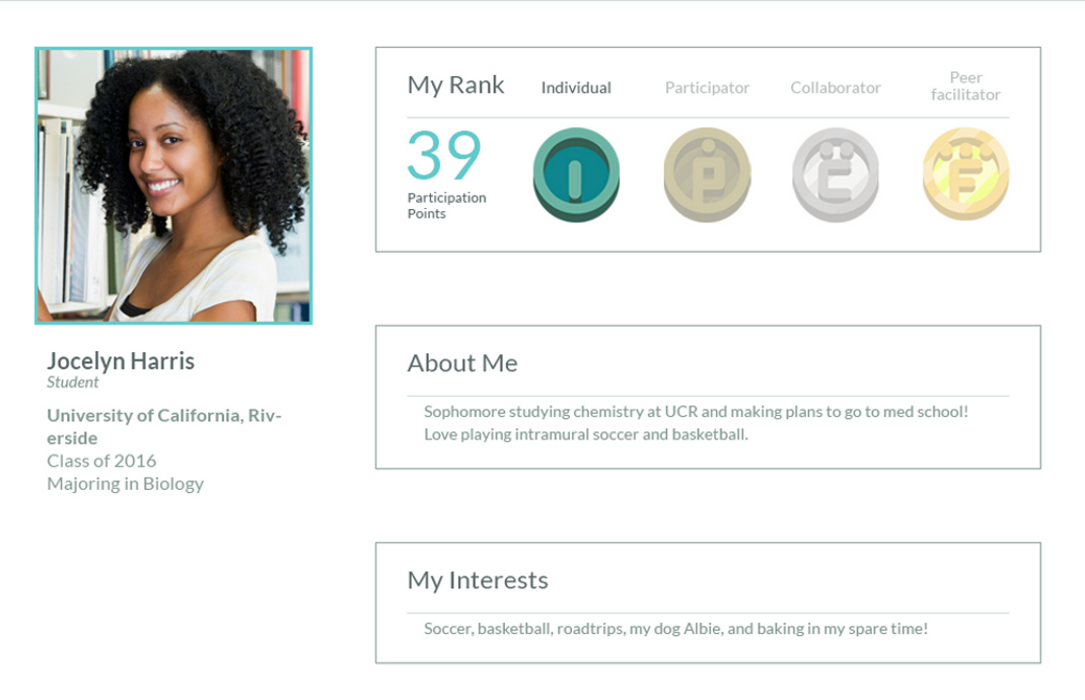 My Rank
Individual
Participator
Collaborator
Peer
facilitator
39
Participation
Points
I
P
C
F
Jocelyn Harris
Student
University of California, Riv-
erside
Class of 2016
Majoring in Biology
About Me
Sophomore studying chemistry at UCR and making plans to go to med school!
Love playing intramural soccer and basketball.
My Interests
Soccer, basketball, roadtrips, my dog Albie, and baking in my spare time!